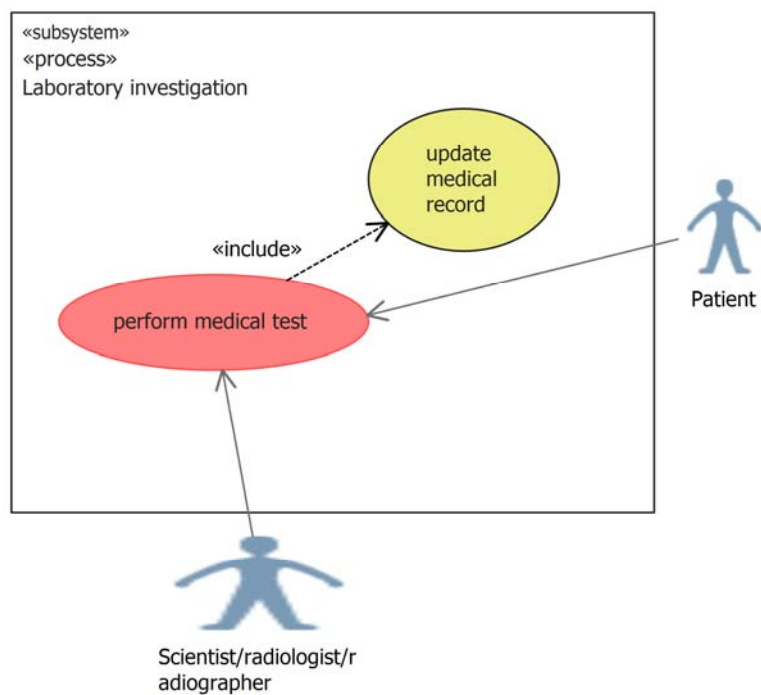 «subsystem»
«process»
Laboratory investigation
update
medical
record
«include»
Patient
perform medical test
Scientist/radiologist/r
adiographer